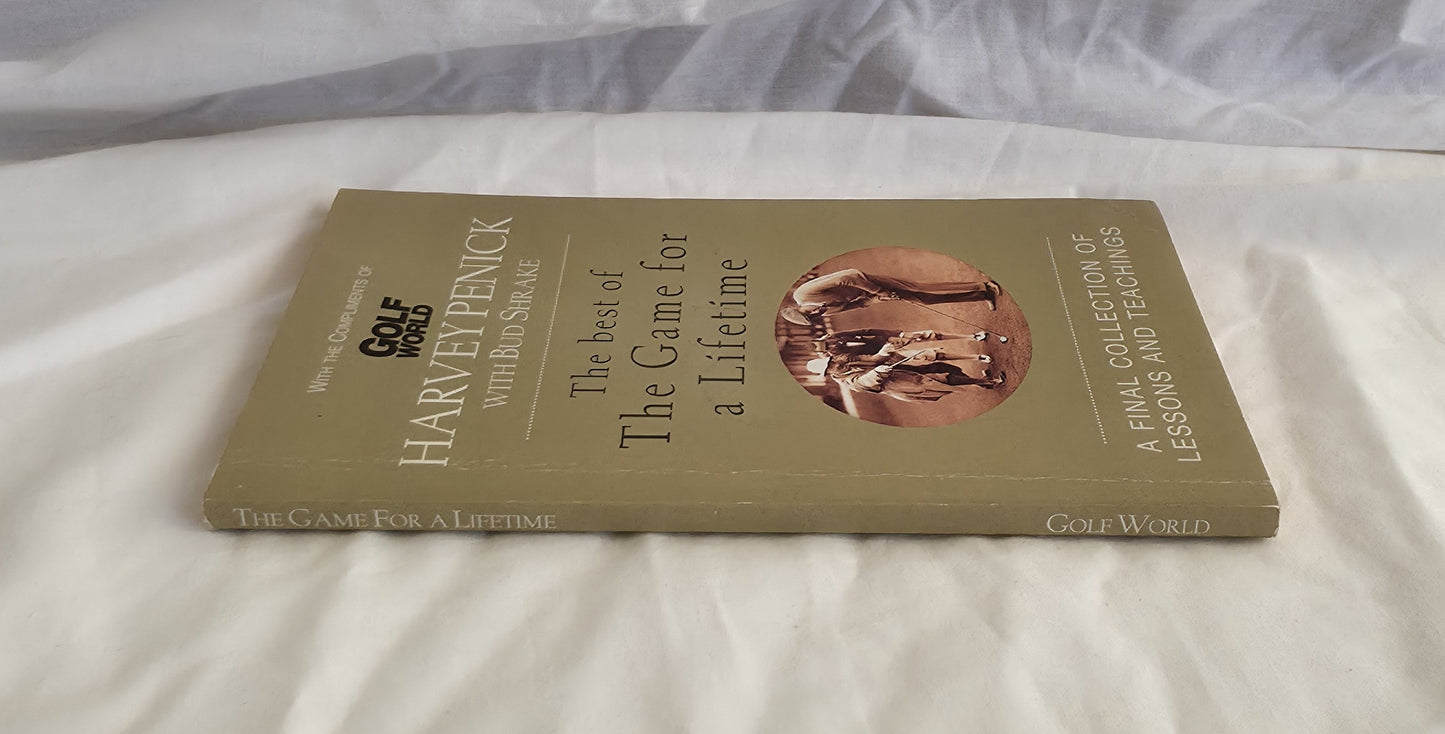 WITH THE COMPLIMENTS OF
GOLF
WORLD
HARVEY PENICK
WITH BUD SHRAKE
The best of
The Game for
a Lifetime
A FINAL COLLECTION OF
LESSONS AND TEACHINGS
THE GAME FOR A LIFETIME
GOLF WORLD